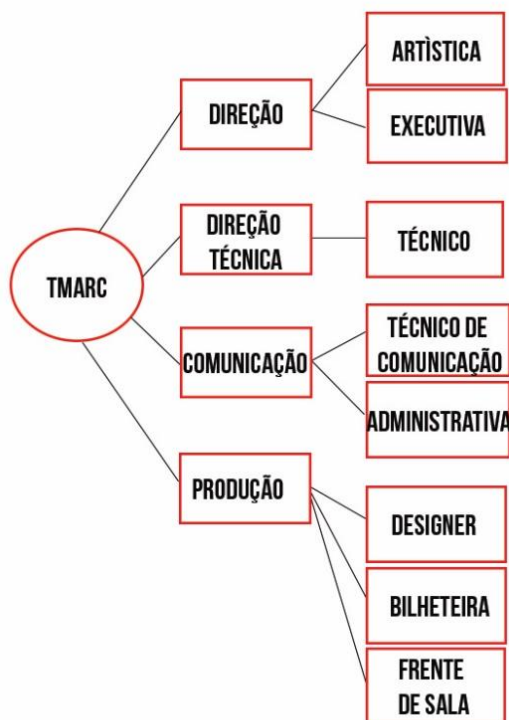 ARTÌSTICA
DIREÇÃO
EXECUTIVA
DIREÇÃO
TÉCNICA
TÉCNICO
TMARC
TÉCNICO DE
COMUNICAÇÃO
COMUNICAÇÃO
ADMINISTRATIVA
PRODUÇÃO
DESIGNER
BILHETEIRA
FRENTE
DE SALA